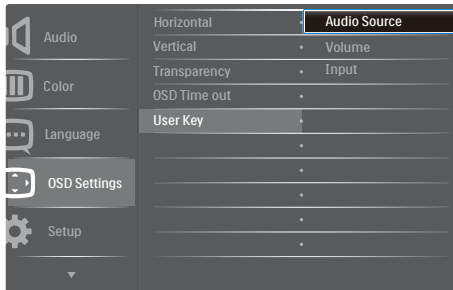 Audio
Color
Language
OSD Settings
Setup
Horizontal
Vertical
Transparency
OSD Time out
User Key
Audio Source
Volume
Input